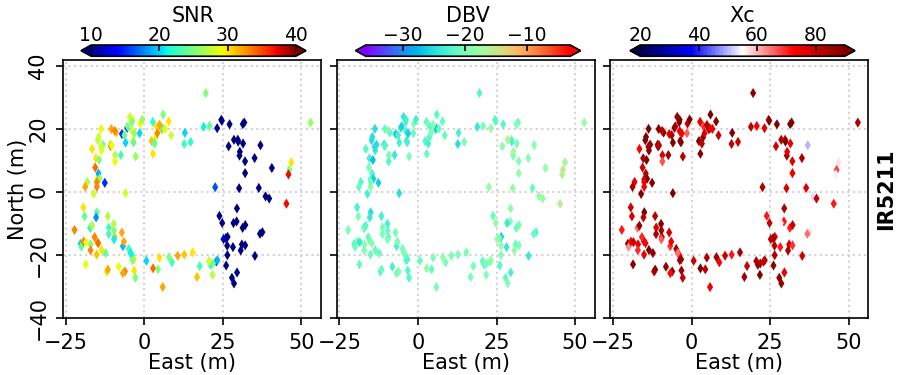 SNR DBV Xc
10 20 30 40 −30 −20 −10 20 40 60 80
40
20
0
−20
−40
North (m)
−25 0 25 50 −25 0 25 50 −25 0 25 50
East (m) East (m) East (m)
IR5211